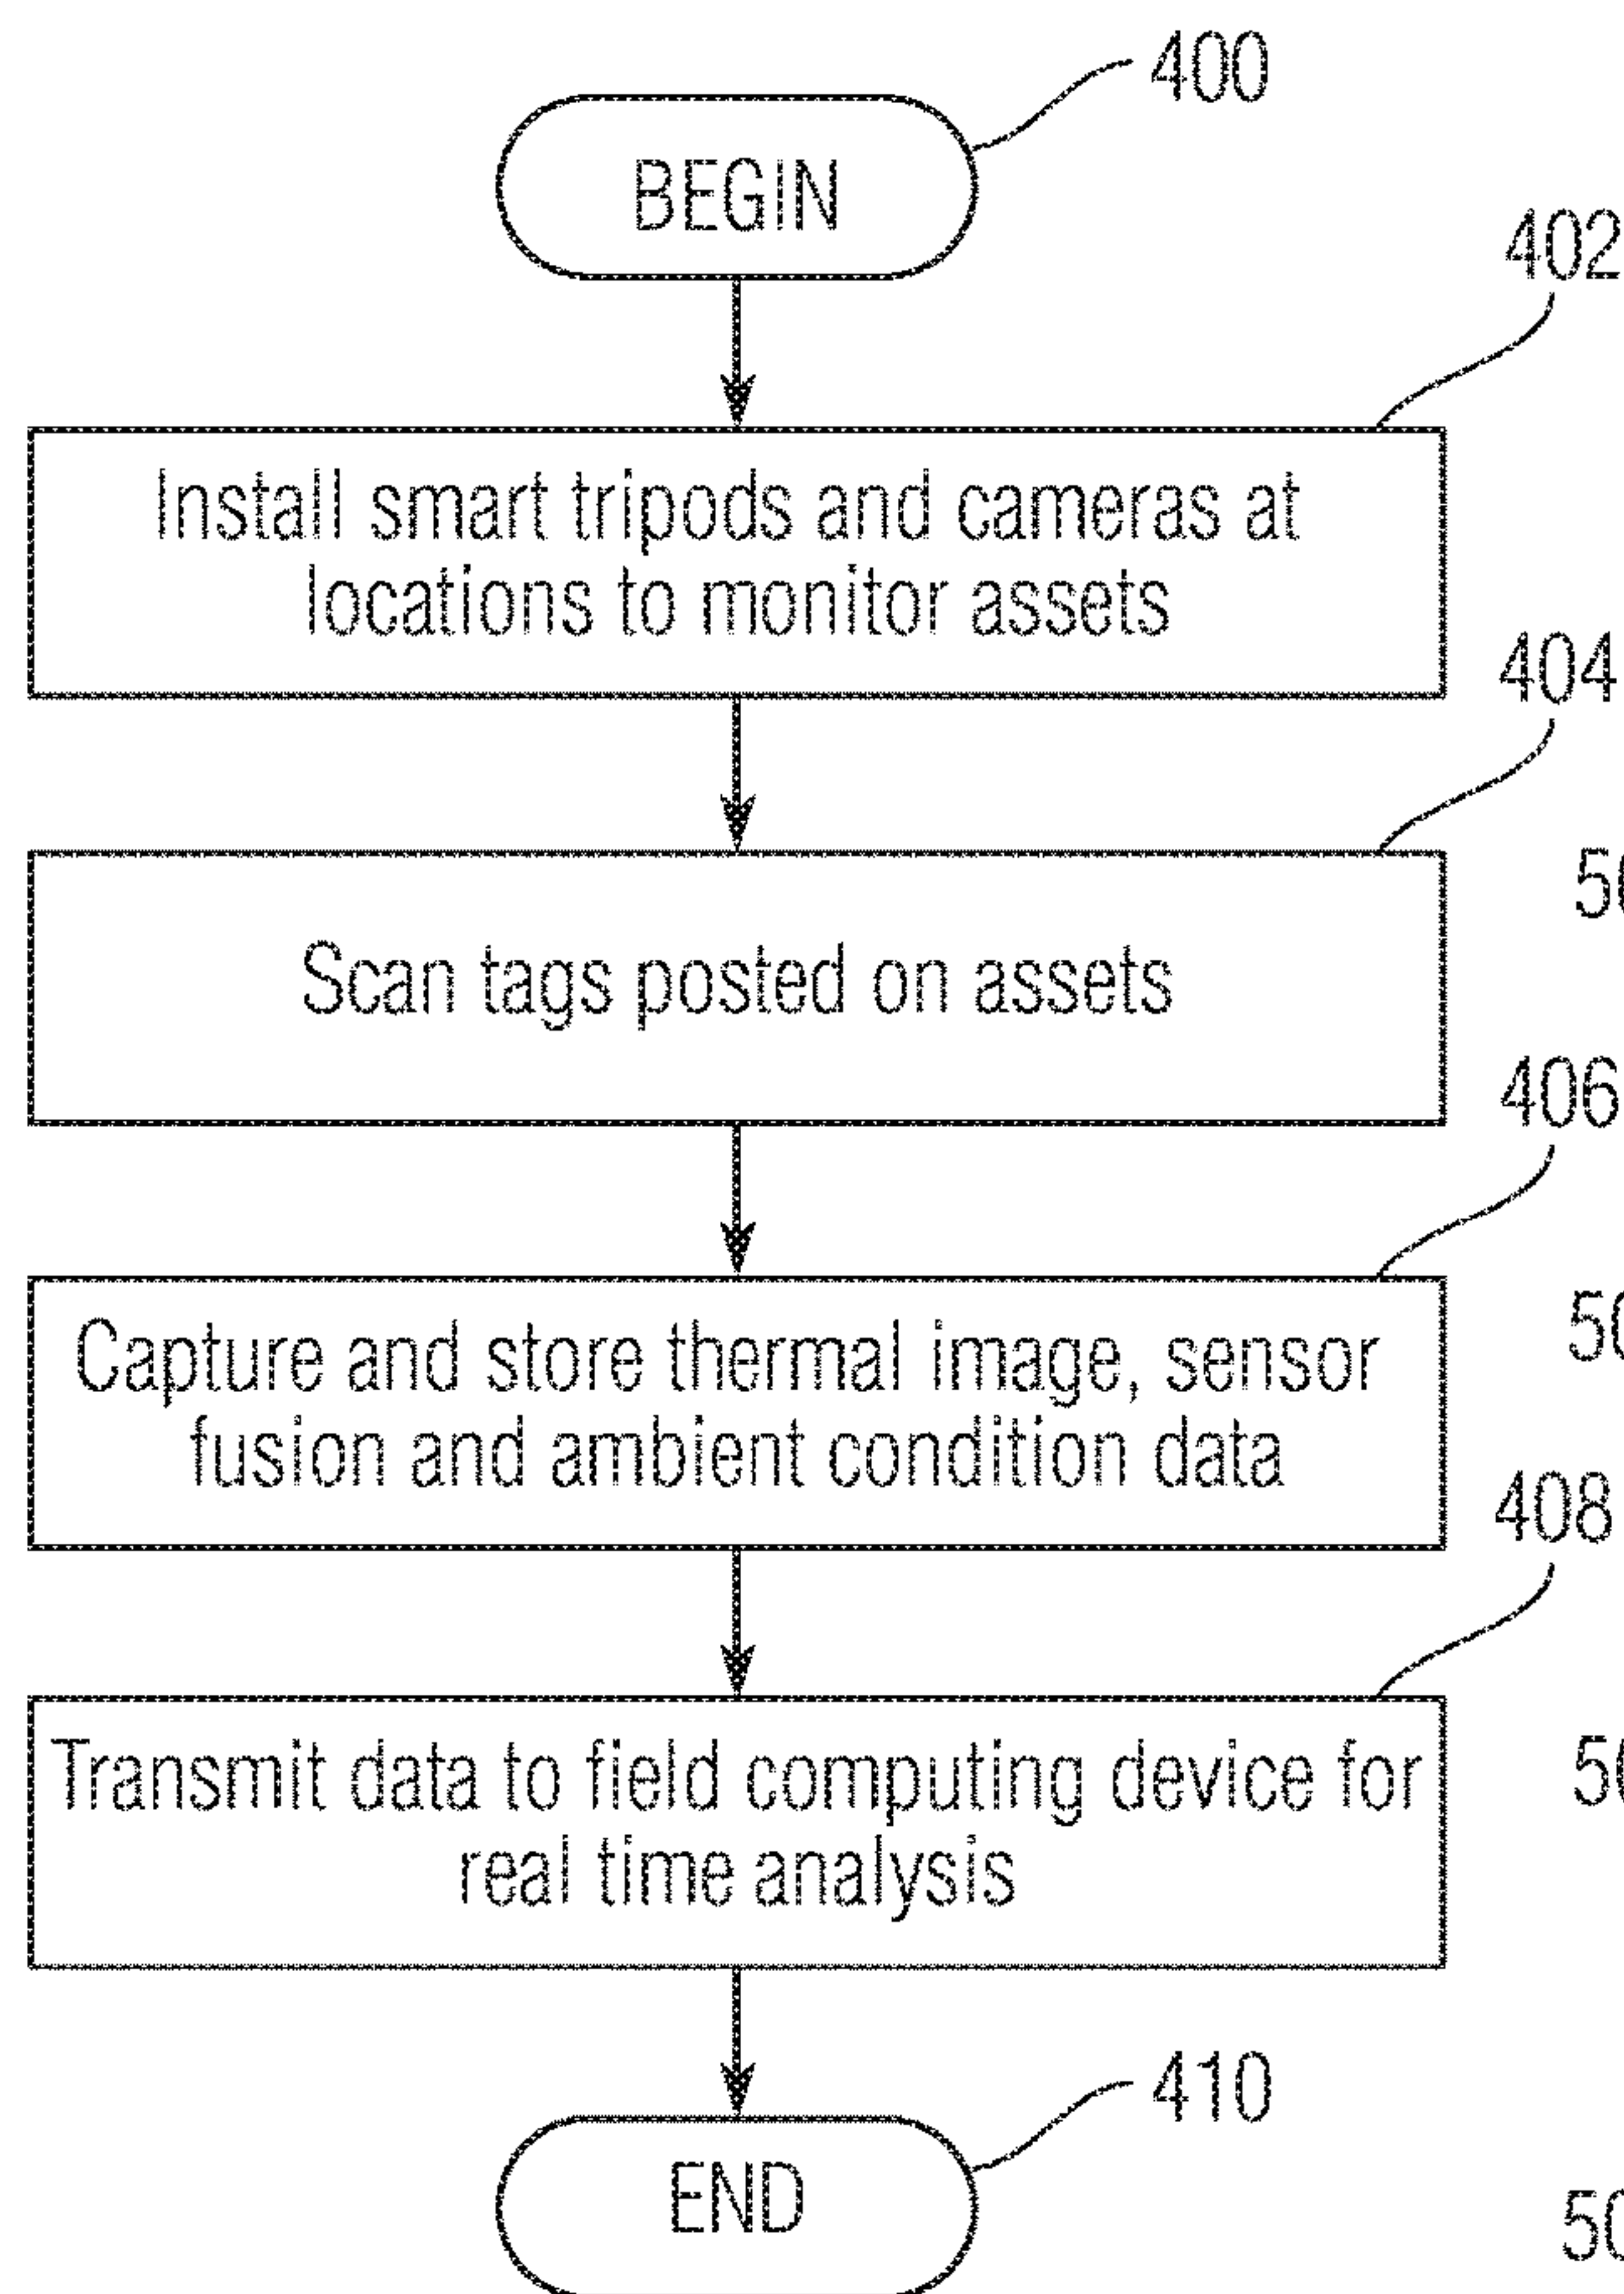 400
BEGIN
402
Install smart tripods and cameras at
locations to monitor assets
404
Scan tags posted on assets
406
Capture and store thermal image, sensor
fusion and ambient condition data
408
Transmit data to field computing device for
real time analysis
410
END